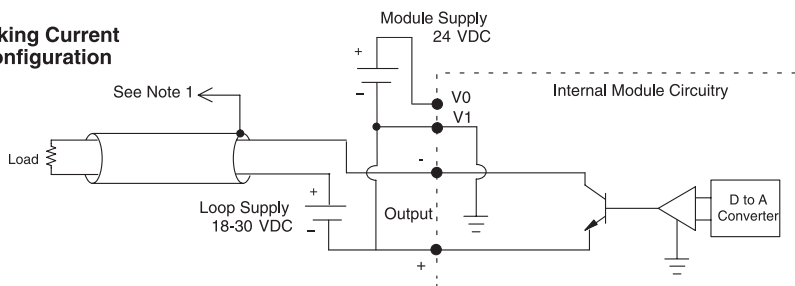 king Current
onfiguration
Module Supply
24 VDC
+
−
See Note 1
V0
V1
Internal Module Circuitry
Load
-
+
Loop Supply
18-30 VDC
−
Output
+
D to A
Converter